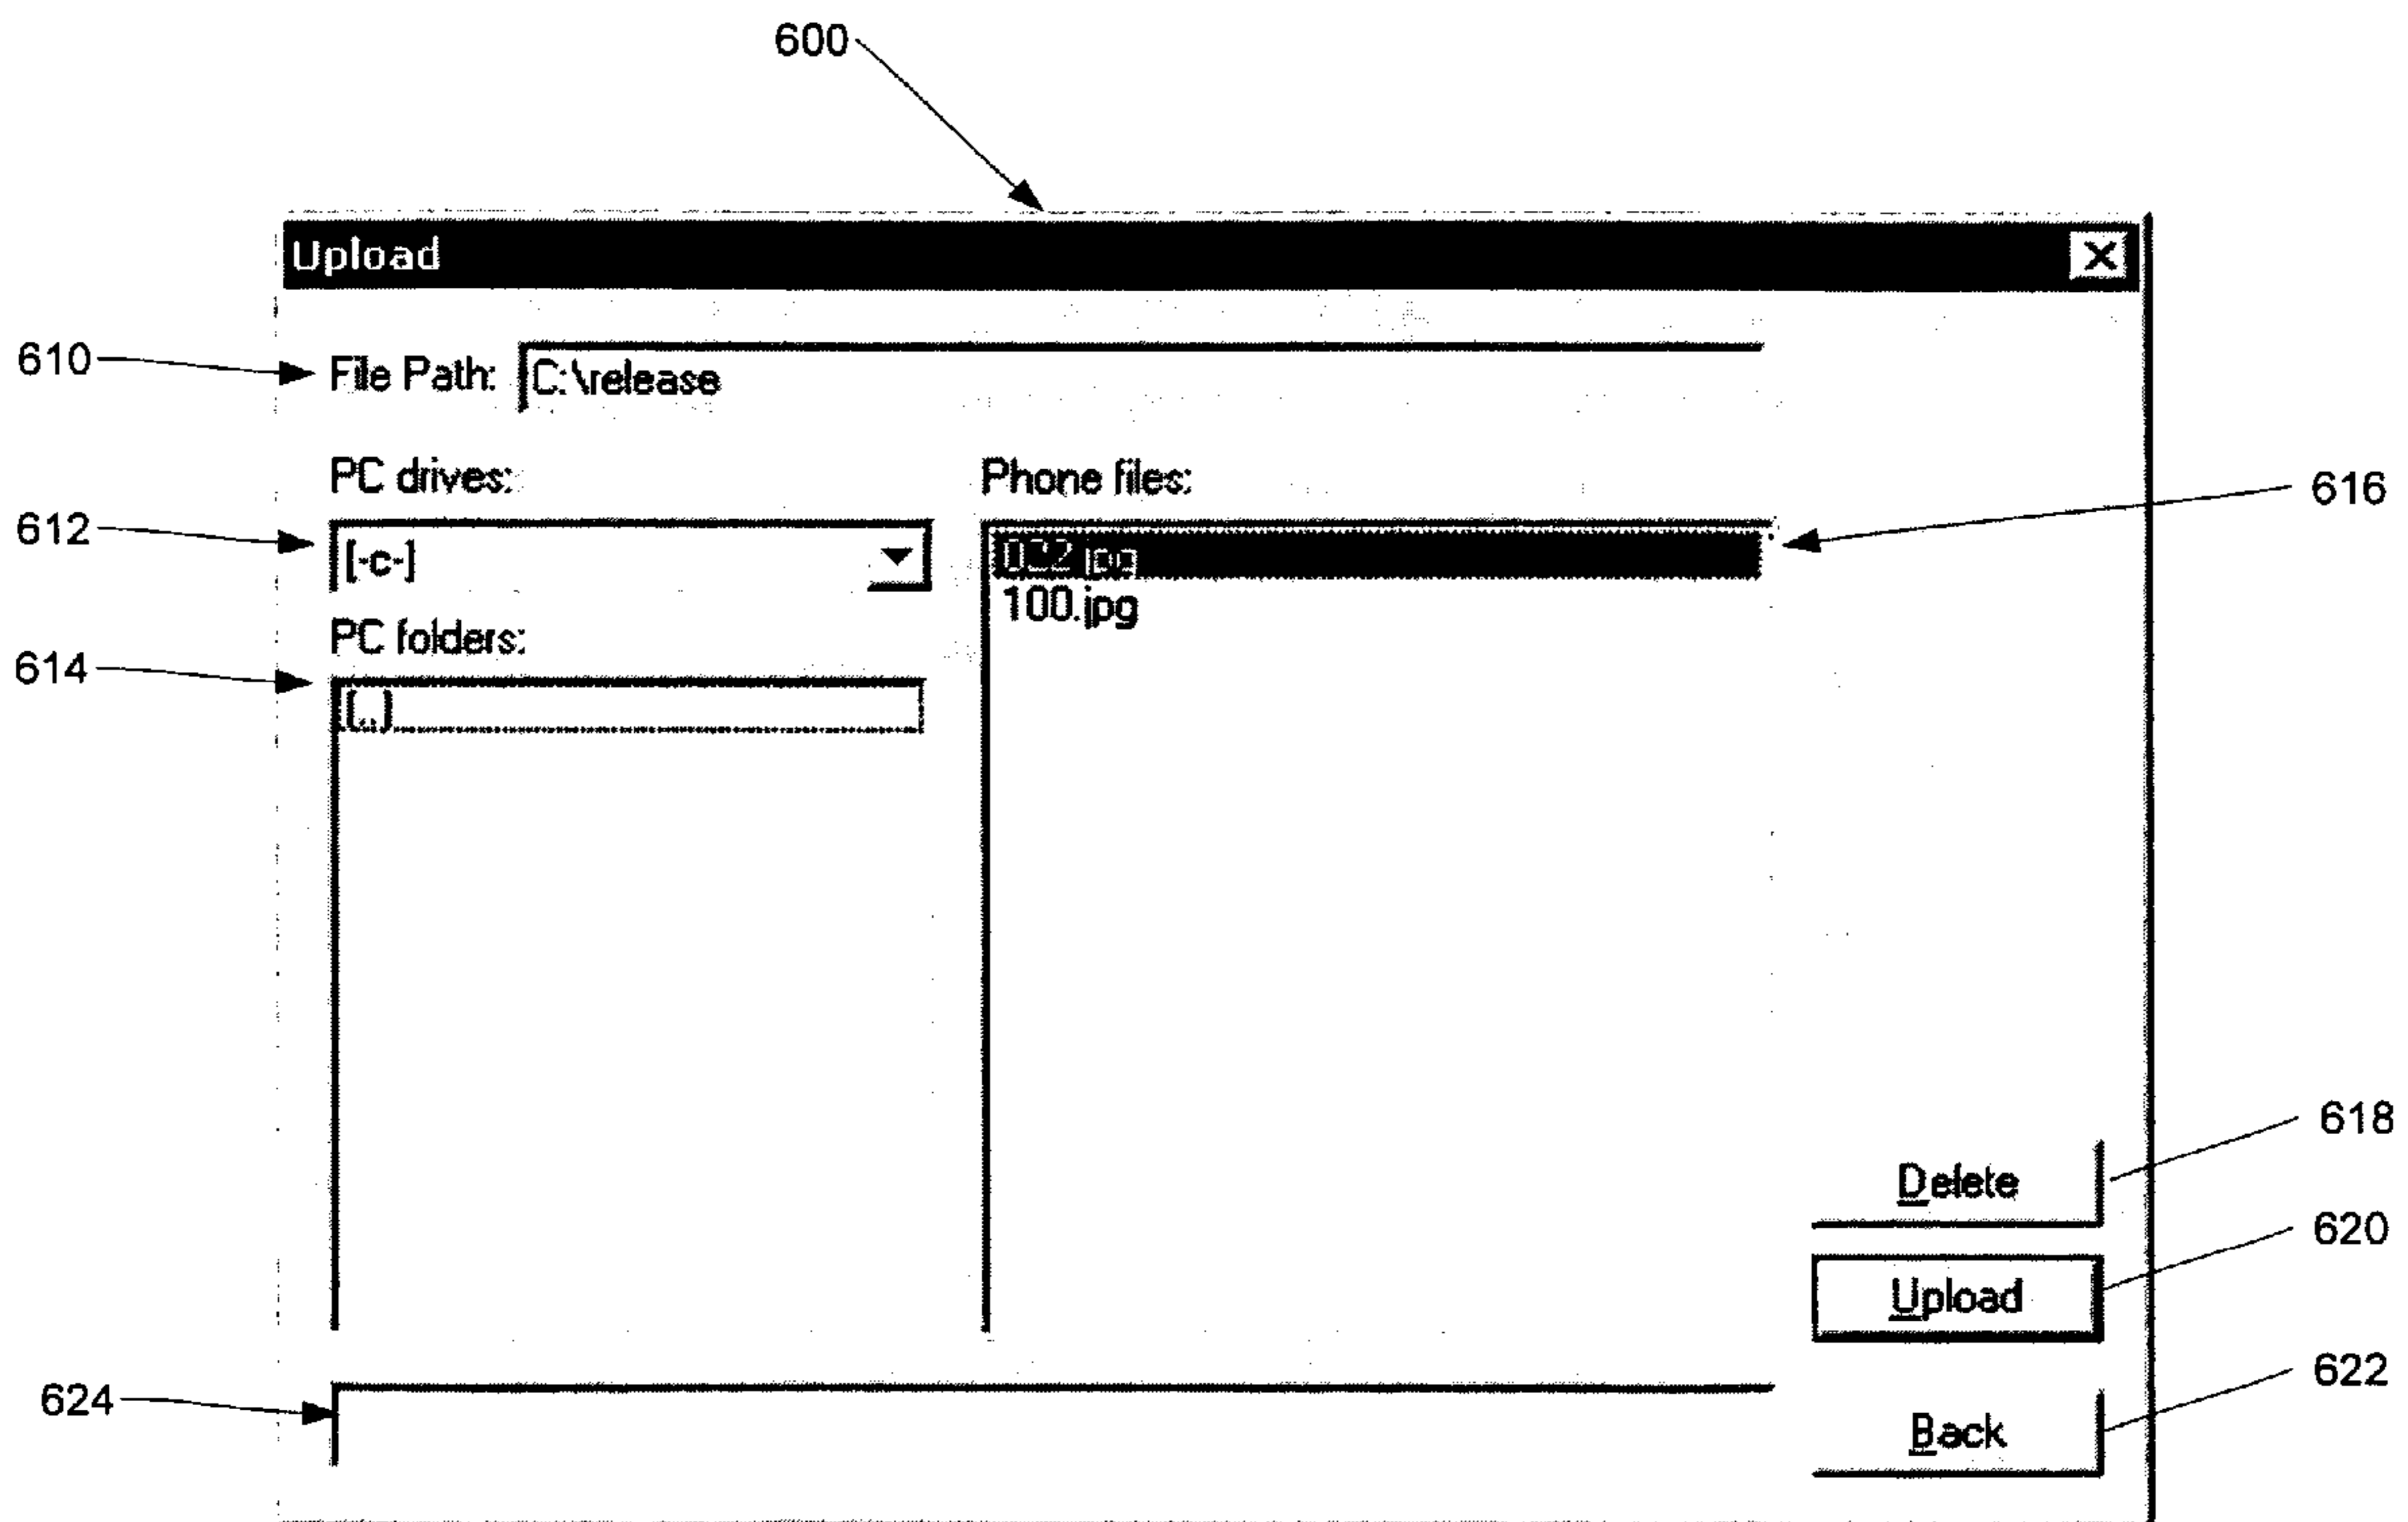 600
Upload
610
File Path: C:\release
PC drives:
Phone files:
616
612
[-c-]
100.jpg
PC folders:
614
[..]
618
Delete
620
Upload
622
624
Back